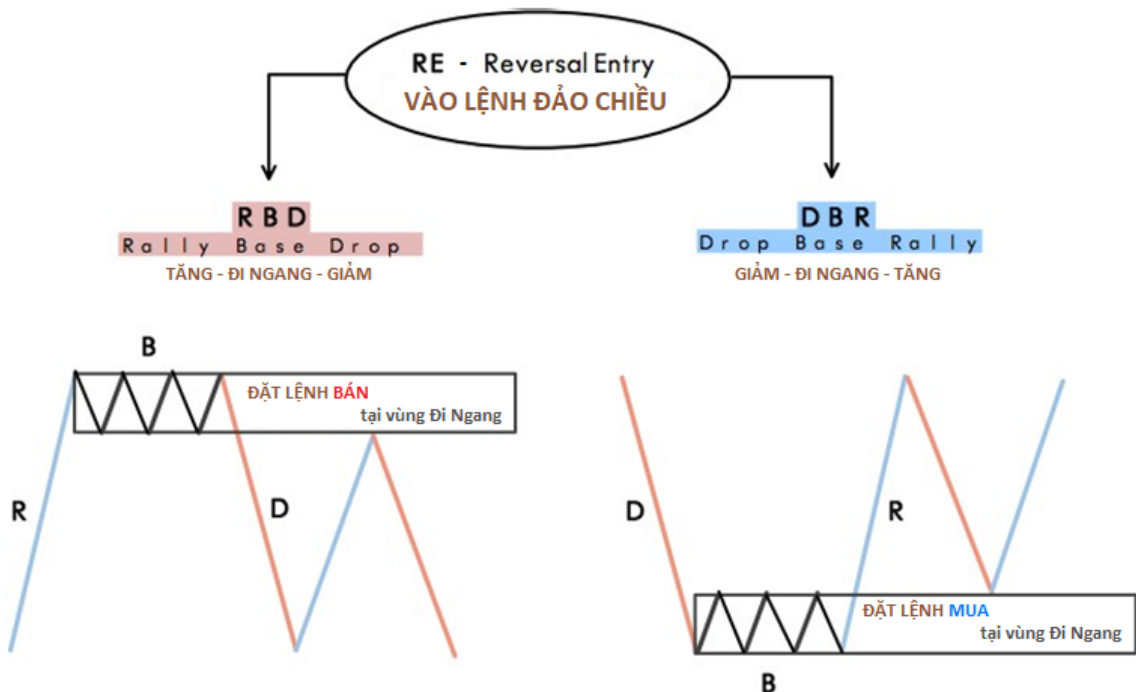 RE - Reversal Entry
VÀO LỆNH ĐẢO CHIỀU
RBD
Rally Base Drop
TĂNG - ĐI NGANG - GIẢM
DBR
Drop Base Rally
GIẢM - ĐI NGANG - TĂNG
B
ĐẶT LỆNH BÁN
tại vùng Đi Ngang
R
D
D
R
ĐẶT LỆNH MUA
tại vùng Đi Ngang
B